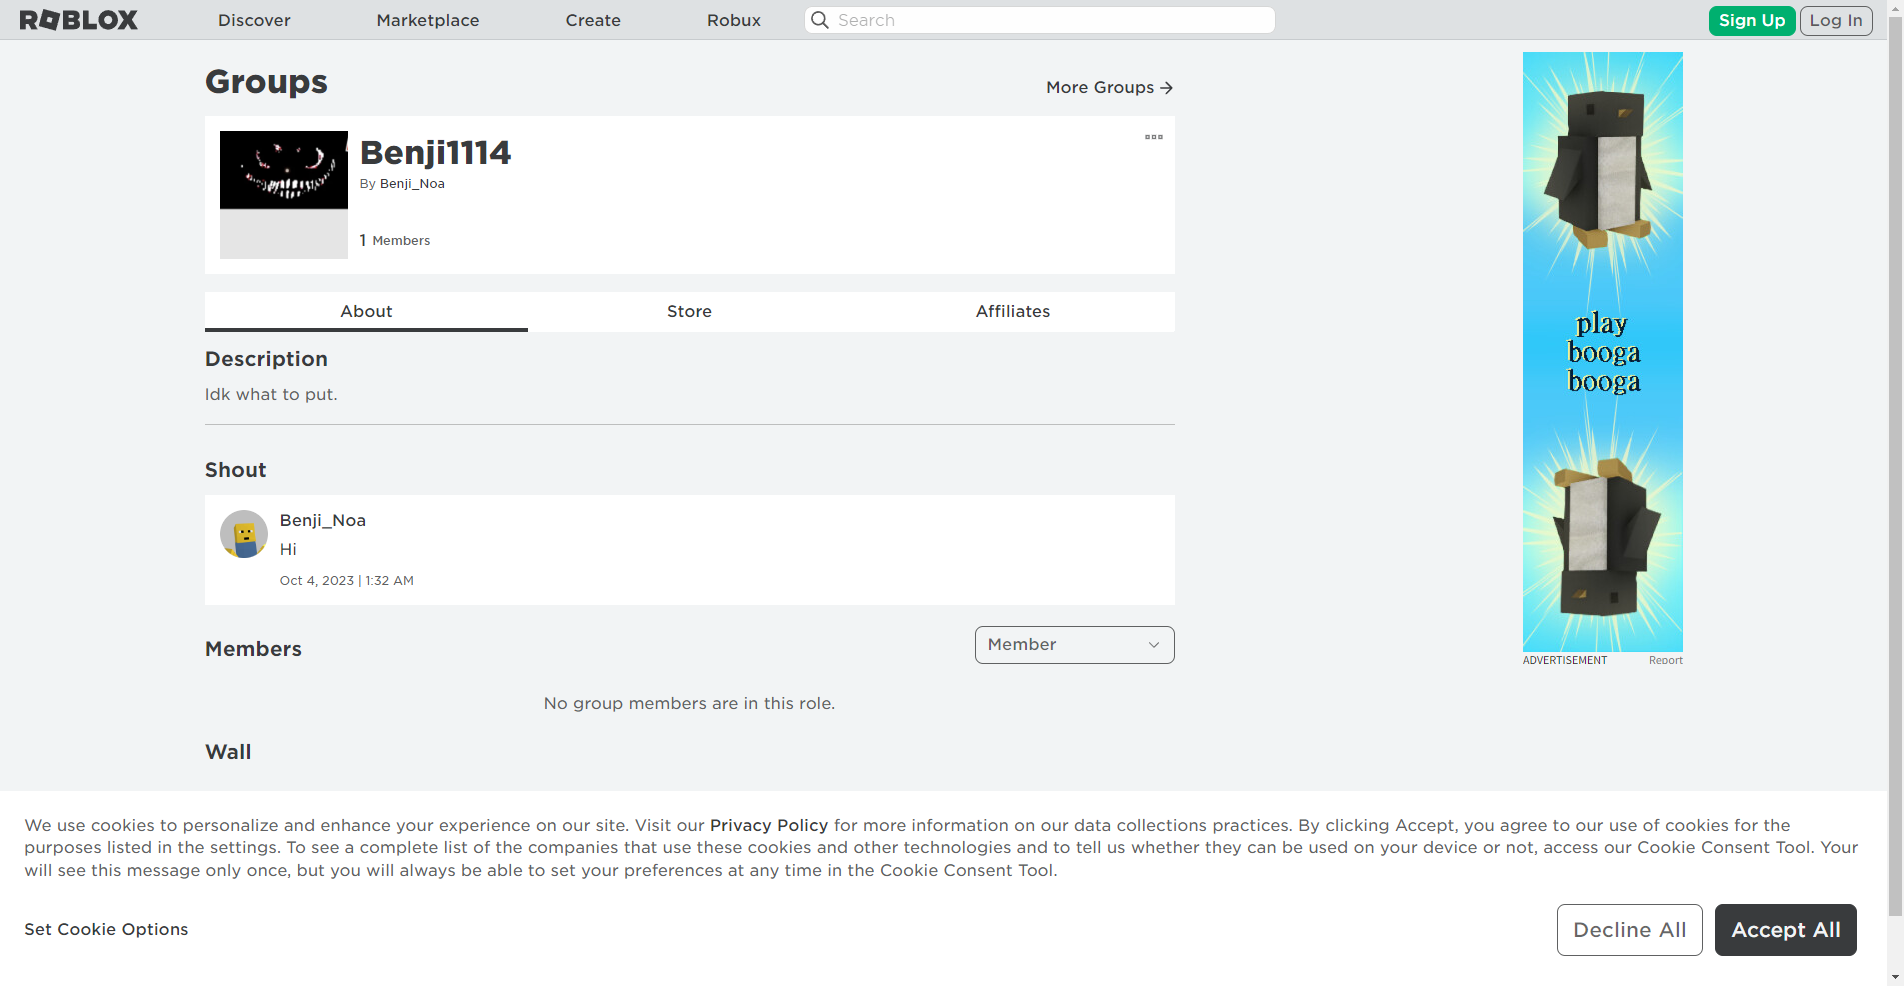 ROBLOX Discover Marketplace Create Robux Search Sign Up Log In
Groups
More Groups
Benji1114
By Benji_Noa
1 Members
About Store Affiliates
Description
Idk what to put.
Shout
Benji_Noa
Hi
Oct 4, 2023 | 1:32 AM
Members
Member
No group members are in this role.
Wall
play
booga
booga
ADVERTISEMENT Report
We use cookies to personalize and enhance your experience on our site. Visit our Privacy Policy for more information on our data collections practices. By clicking Accept, you agree to our use of cookies for the
purposes listed in the settings. To see a complete list of the companies that use these cookies and other technologies and to tell us whether they can be used on your device or not, access our Cookie Consent Tool. Your
will see this message only once, but you will always be able to set your preferences at any time in the Cookie Consent Tool.
Set Cookie Options
Decline All
Accept All